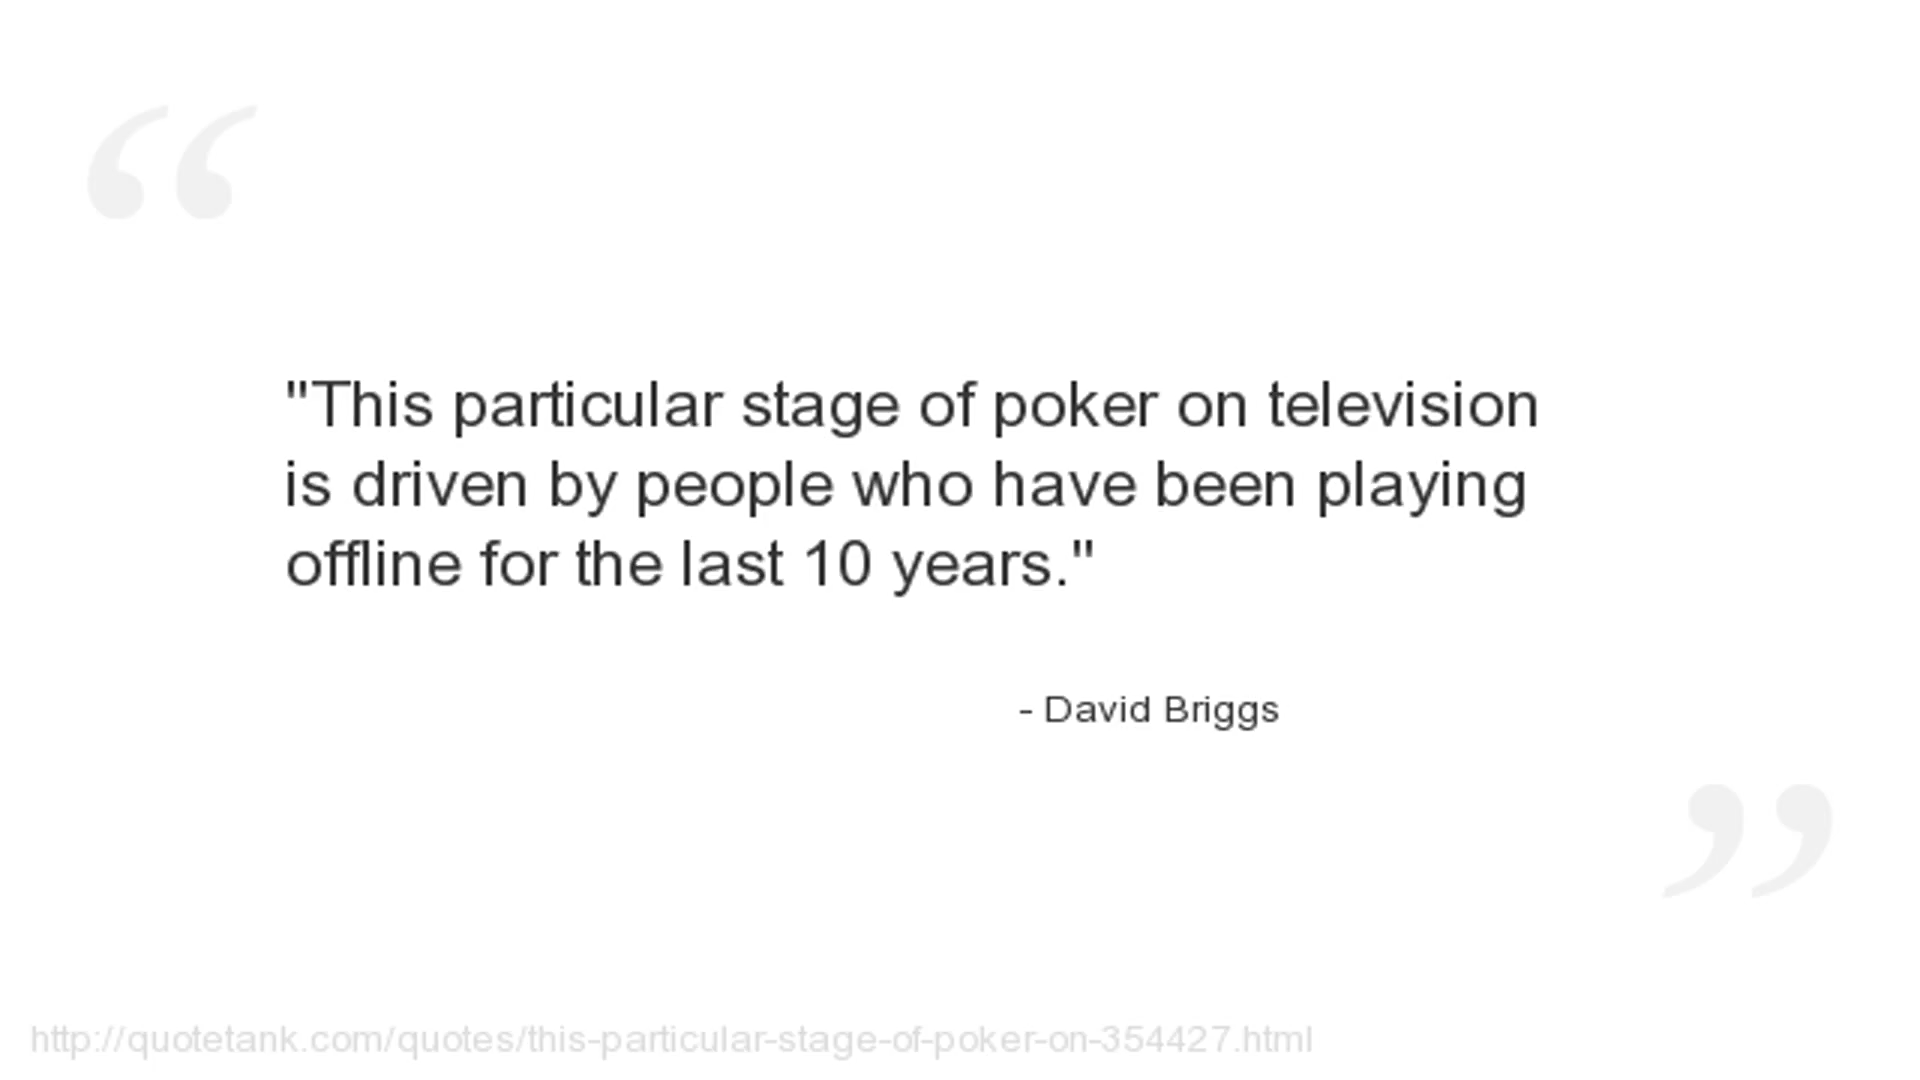 "This particular stage of poker on television
is driven by people who have been playing
offline for the last 10 years."
- David Briggs
http://quotetank.com/quotes/this-particular-stage-of-poker-on-354427.html